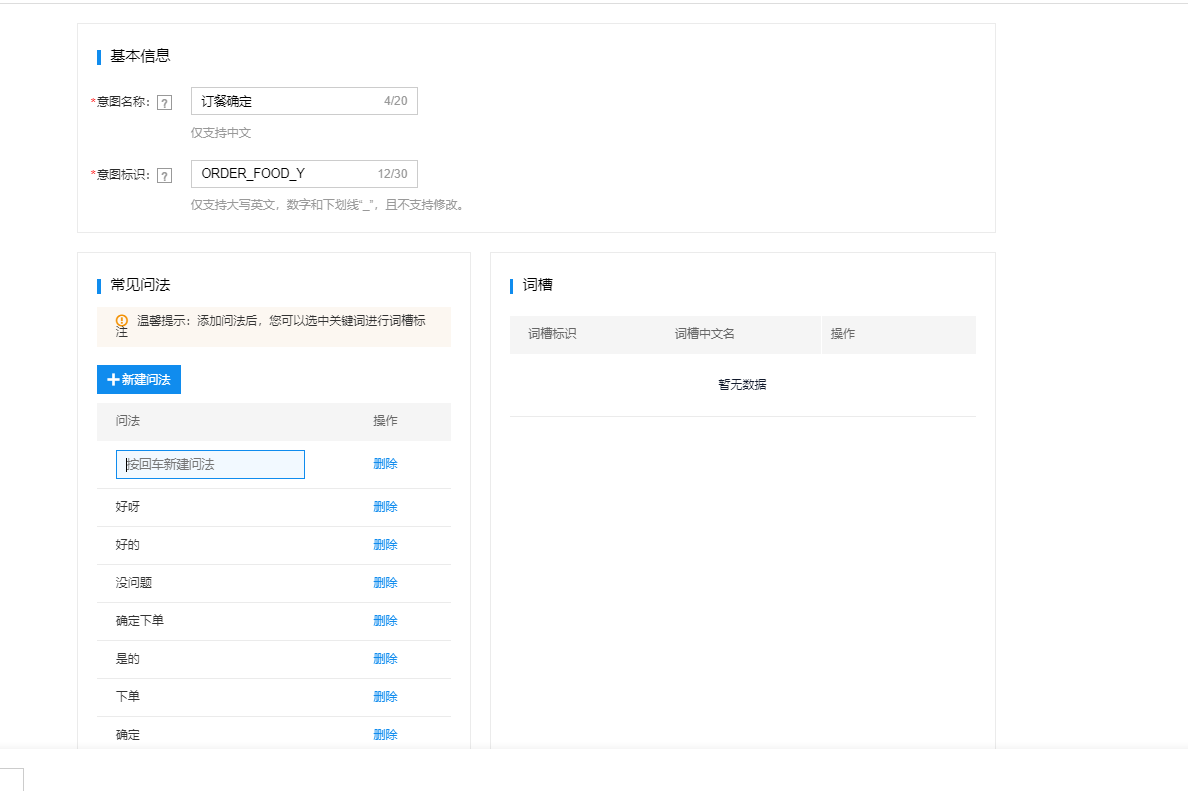 基本信息
*意图名称： ? 订餐确定 4/20
仅支持中文
*意图标识： ? ORDER_FOOD_Y 12/30
仅支持大写英文，数字和下划线“_”，且不支持修改。
常见问法
温馨提示：添加问法后，您可以选中关键词进行词槽标
注
新建问法
问法 操作
按回车新建问法 删除
好呀 删除
好的 删除
没问题 删除
确定下单 删除
是的 删除
下单 删除
确定 删除
词槽
词槽标识 词槽中文名 操作
暂无数据